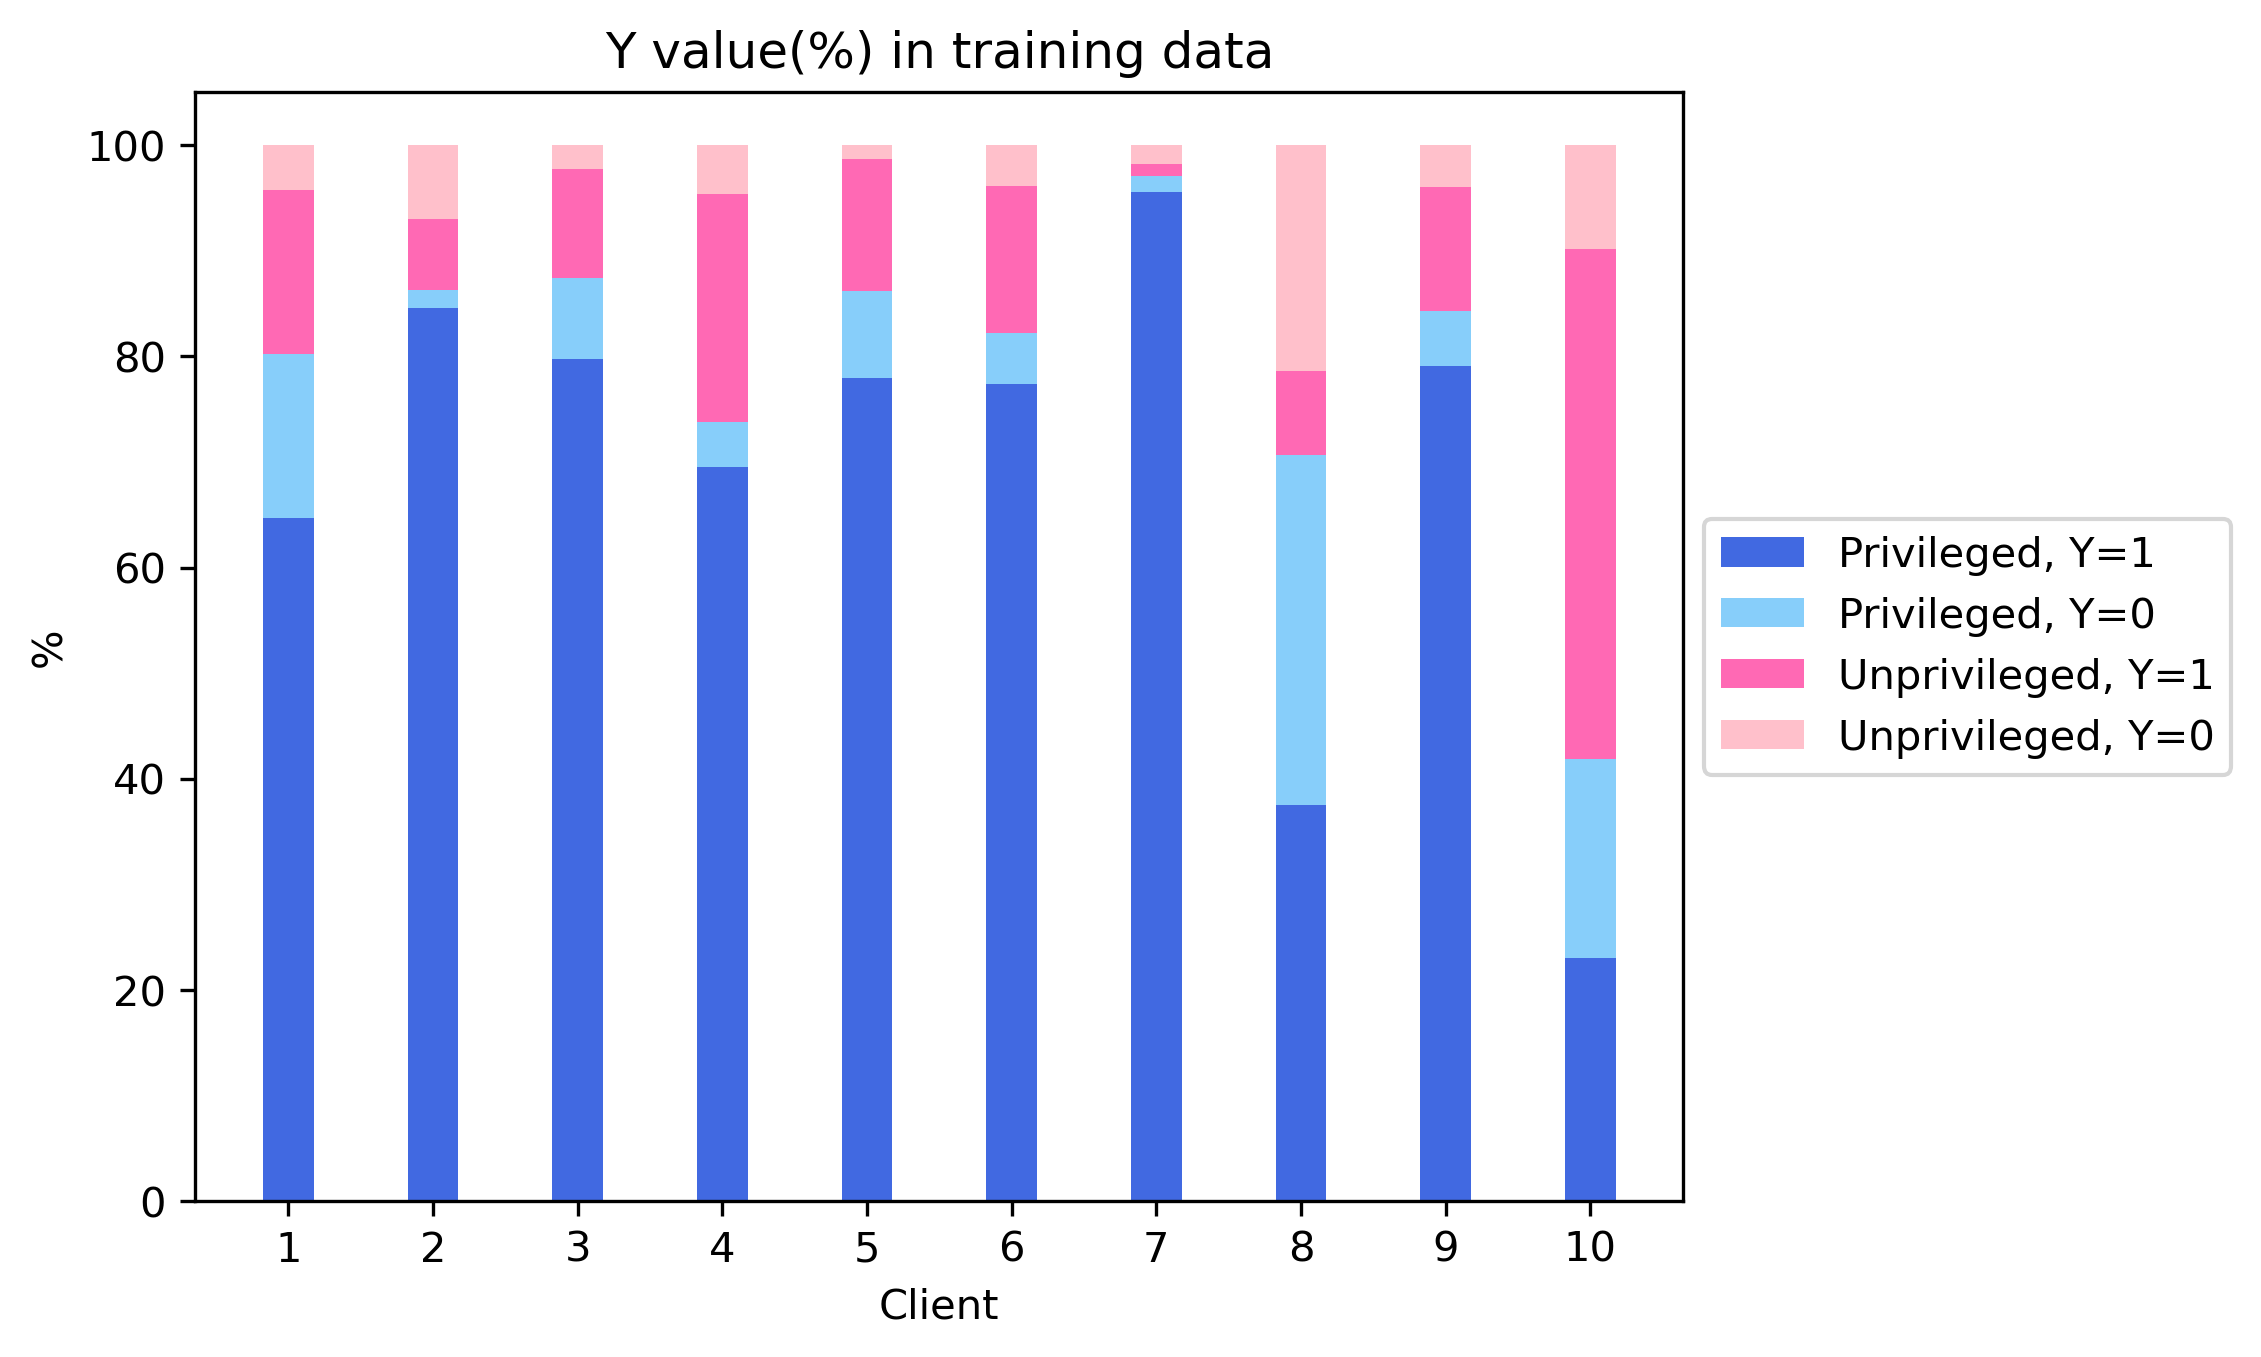 Y value(%) in training data
100
80
60
40
20
0
%
1 2 3 4 5 6 7 8 9 10
Client
Privileged, Y=1
Privileged, Y=0
Unprivileged, Y=1
Unprivileged, Y=0